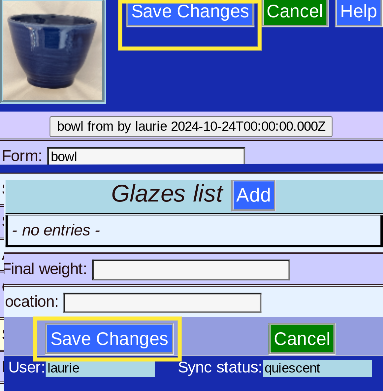 Save Changes Cancel Help
bowl from by laurie 2024-10-24T00:00:00.000Z
Form: bowl
Glazes list Add
- no entries -
Final weight:
ocation:
Save Changes Cancel
User: laurie Sync status: quiescent